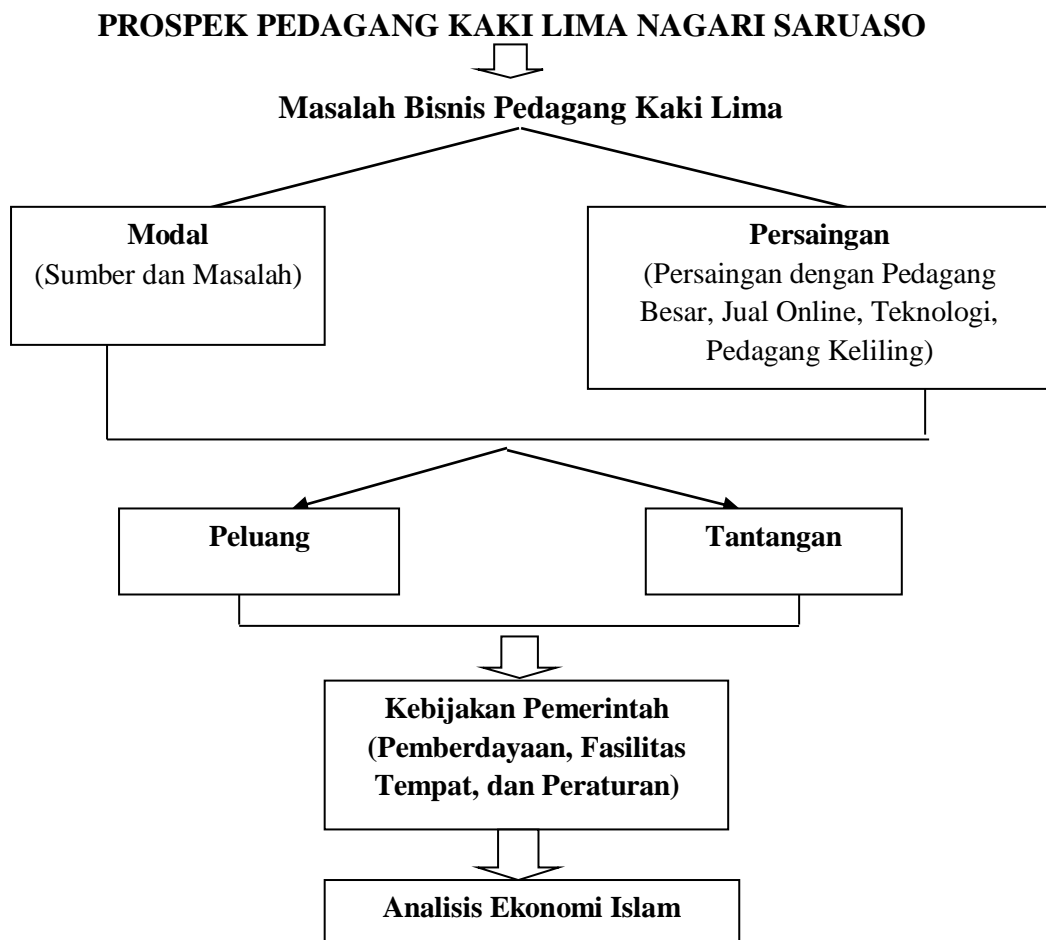 PROSPEK PEDAGANG KAKI LIMA NAGARI SARUASO
Masalah Bisnis Pedagang Kaki Lima
Modal
(Sumber dan Masalah)
Persaingan
(Persaingan dengan Pedagang
Besar, Jual Online, Teknologi,
Pedagang Keliling)
Peluang
Tantangan
Kebijakan Pemerintah
(Pemberdayaan, Fasilitas
Tempat, dan Peraturan)
Analisis Ekonomi Islam